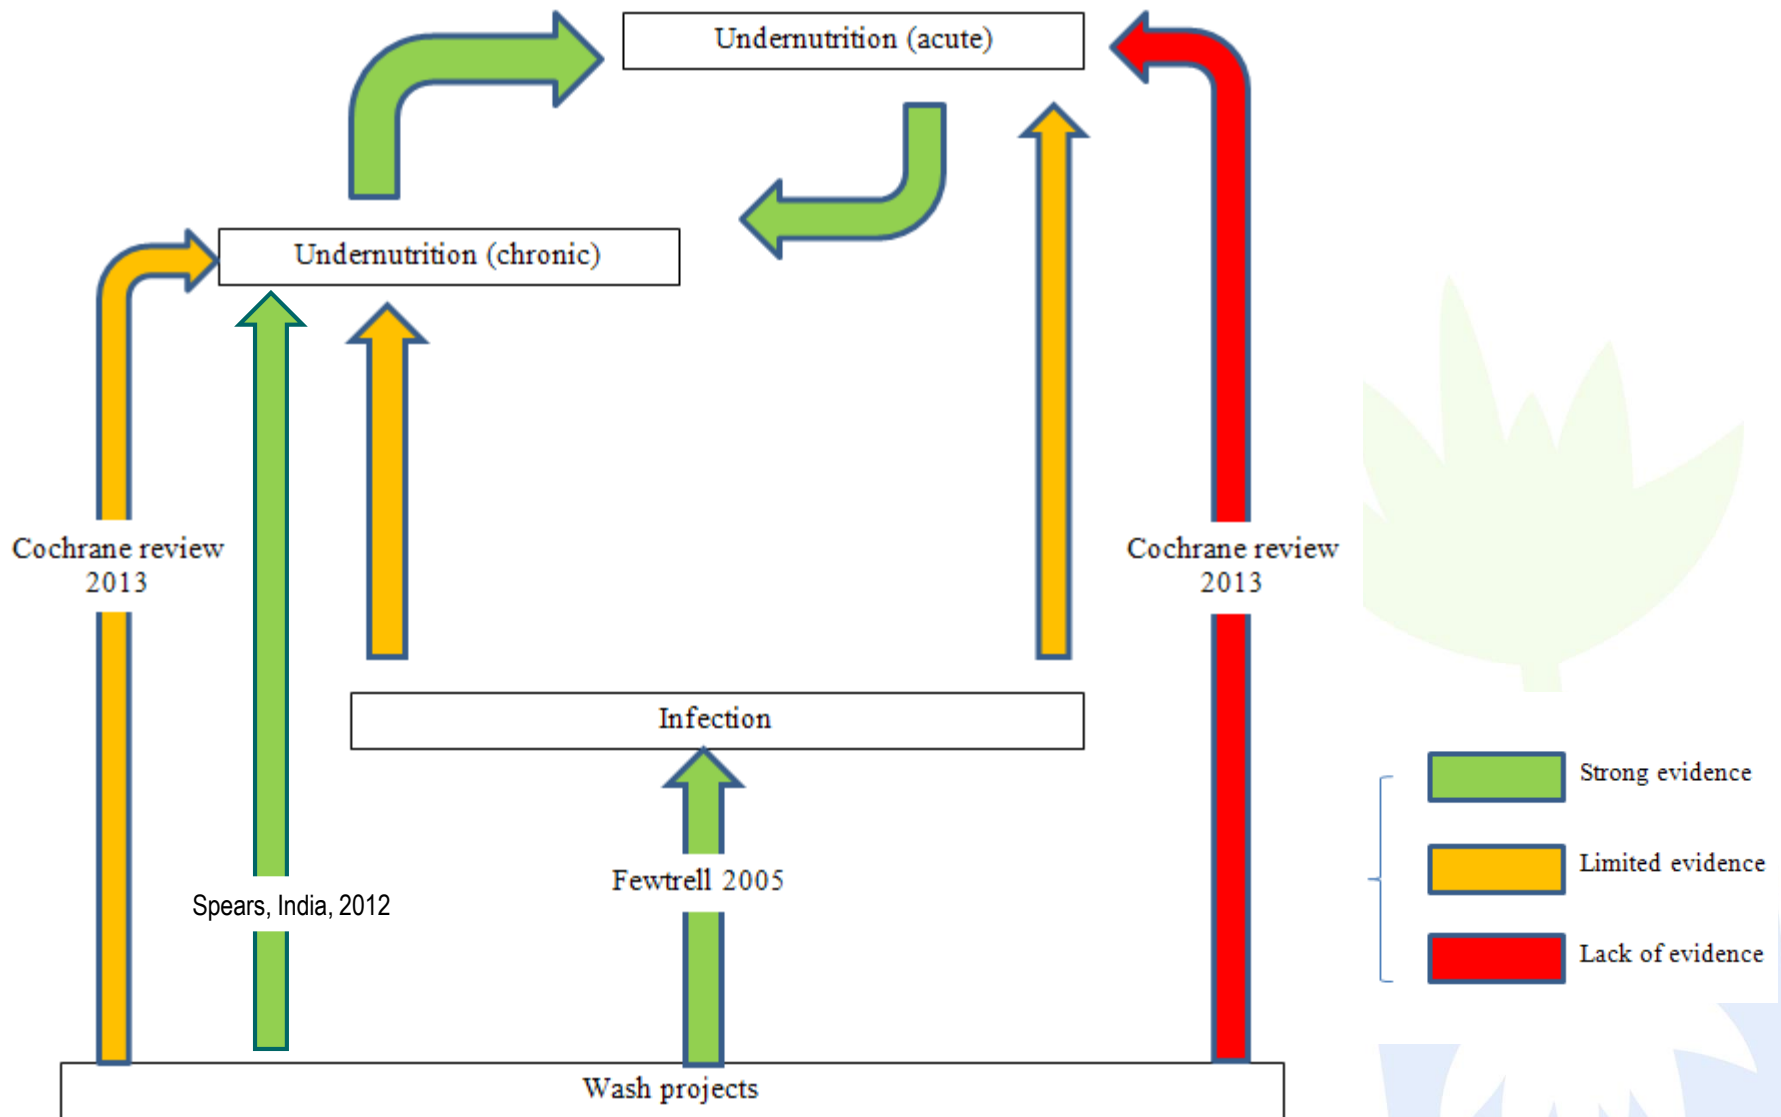 Undernutrition (acute)
Undernutrition (chronic)
Cochrane review
2013
Cochrane review
2013
Infection
Strong evidence
Limited evidence
Lack of evidence
Fewtrell 2005
Spears, India, 2012
Wash projects